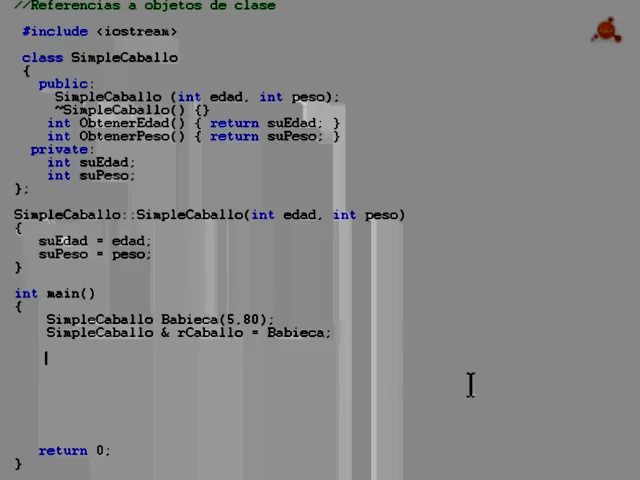 //Referencias a objetos de clase
#include <iostream>
class SimpleCaballo
{
public:
SimpleCaballo (int edad, int peso);
~SimpleCaballo() {}
int ObtenerEdad() { return suEdad; }
int ObtenerPeso() { return suPeso; }
private:
int suEdad;
int suPeso;
};
SimpleCaballo::SimpleCaballo(int edad, int peso)
{
suEdad = edad;
suPeso = peso;
}
int main()
{
SimpleCaballo Babieca(5,80);
SimpleCaballo & rCaballo = Babieca;
return 0;
}